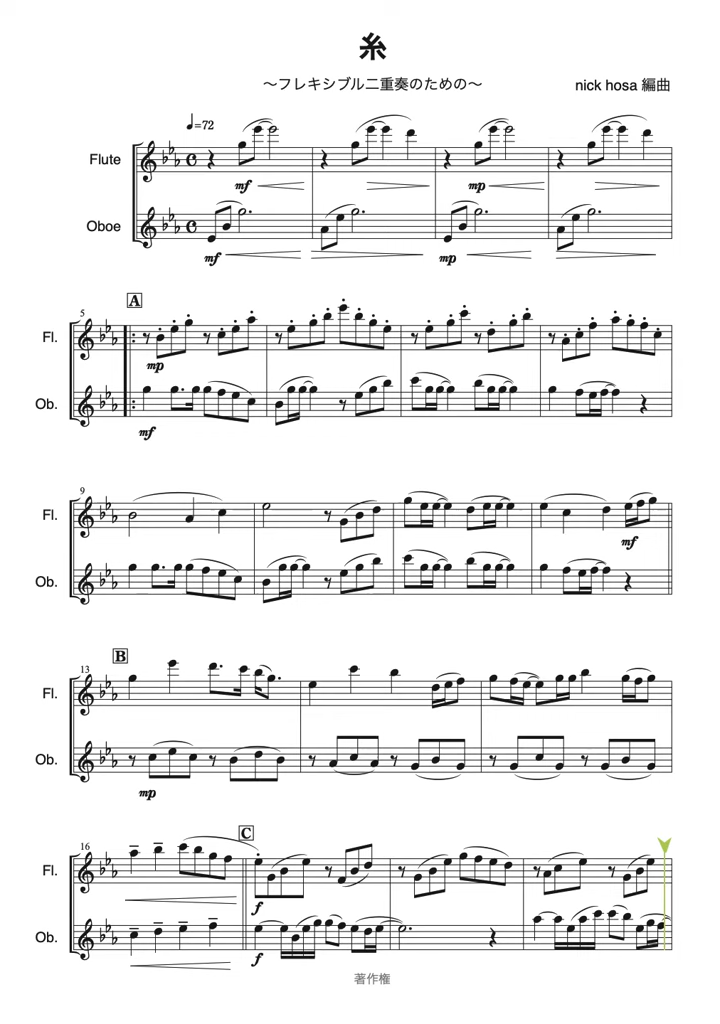 糸
～フレキシブル二重奏のための～
nick hosa 編曲
♩=72
Flute
mf
mp
Oboe
mf
mp
5
A
Fl.
mp
Ob.
mf
9
Fl.
mf
Ob.
13
B
Fl.
Ob.
mp
16
C
Fl.
f
Ob.
f
著作権